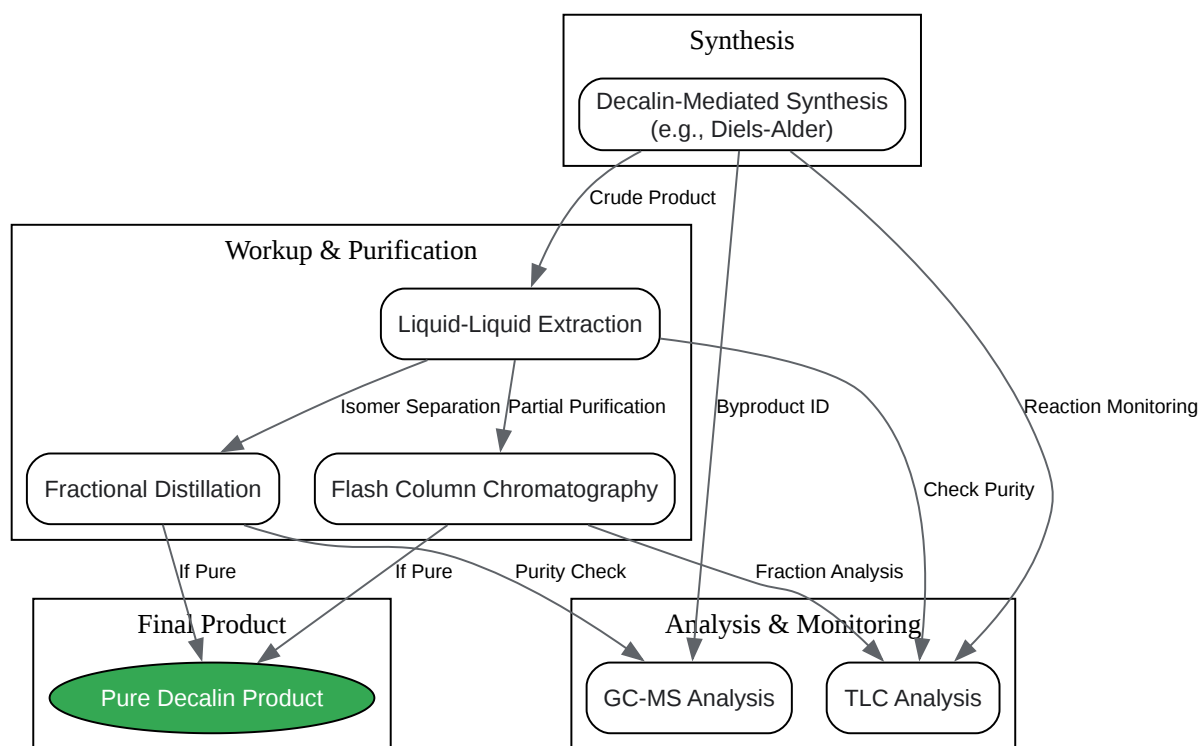 Synthesis
Decalin-Mediated Synthesis
(e.g., Diels-Alder)
Crude Product
Workup & Purification
Liquid-Liquid Extraction
Isomer Separation
Partial Purification
Byproduct ID
Reaction Monitoring
Fractional Distillation
Flash Column Chromatography
Check Purity
If Pure
If Pure
Purity Check
Fraction Analysis
Final Product
Analysis & Monitoring
Pure Decalin Product
GC-MS Analysis
TLC Analysis